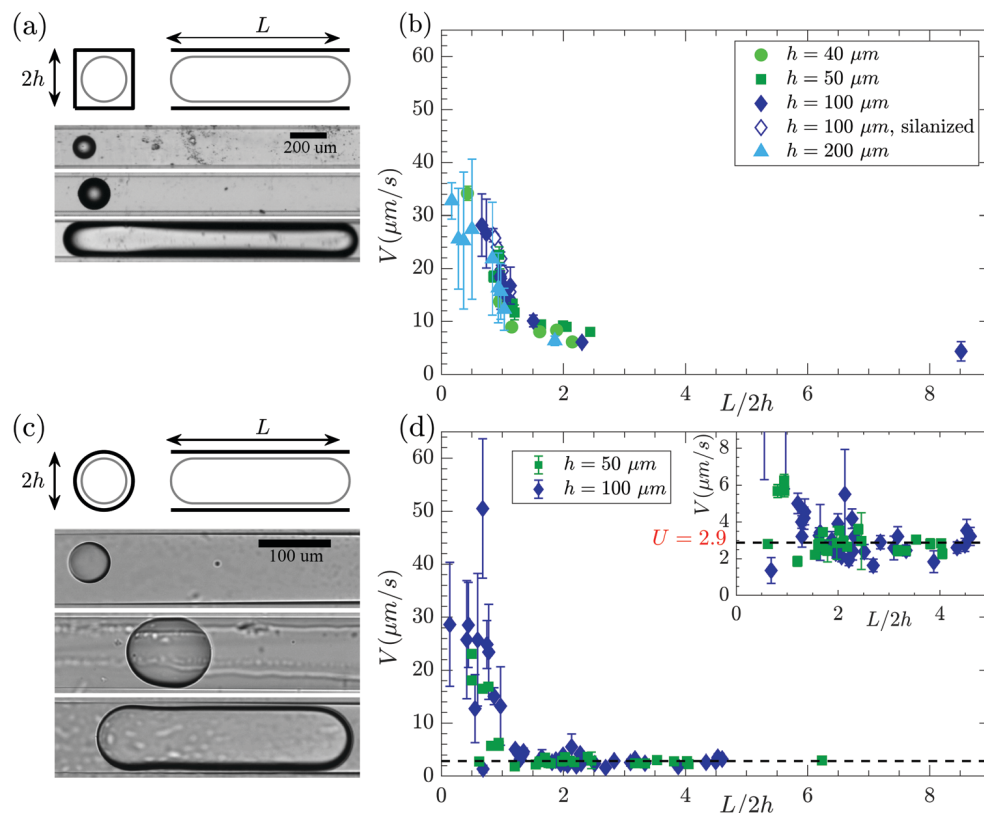 (a)
L
2h
200 um
(b)
V(μm/s)
60
50
40
30
20
10
0
h = 40 μm
h = 50 μm
h = 100 μm
h = 100 μm, silanized
h = 200 μm
0 2 4 6 8
L/2h
(c)
L
2h
100 um
(d)
V(μm/s)
60
50
40
30
20
10
0
h = 50 μm
h = 100 μm
V(μm/s)
8
6
4
2
0
U = 2.9
0 2 4
L/2h
0 2 4 6 8
L/2h